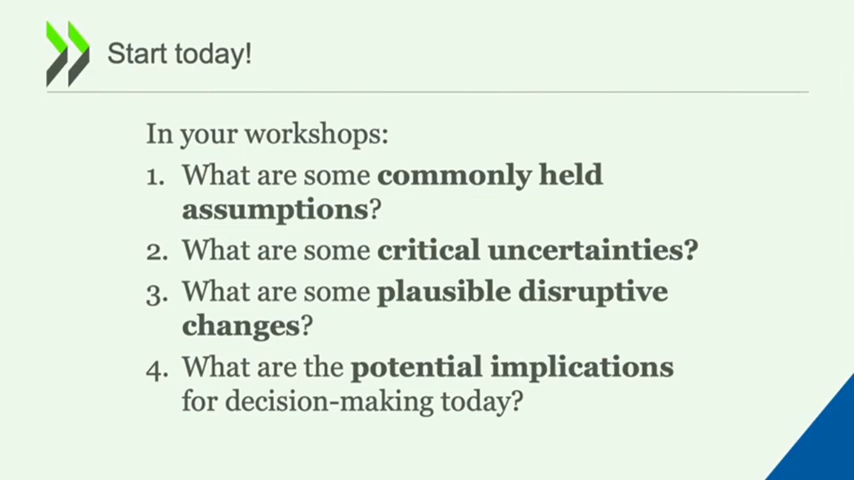 Start today!
In your workshops:
1. What are some commonly held
assumptions?
2. What are some critical uncertainties?
3. What are some plausible disruptive
changes?
4. What are the potential implications
for decision-making today?